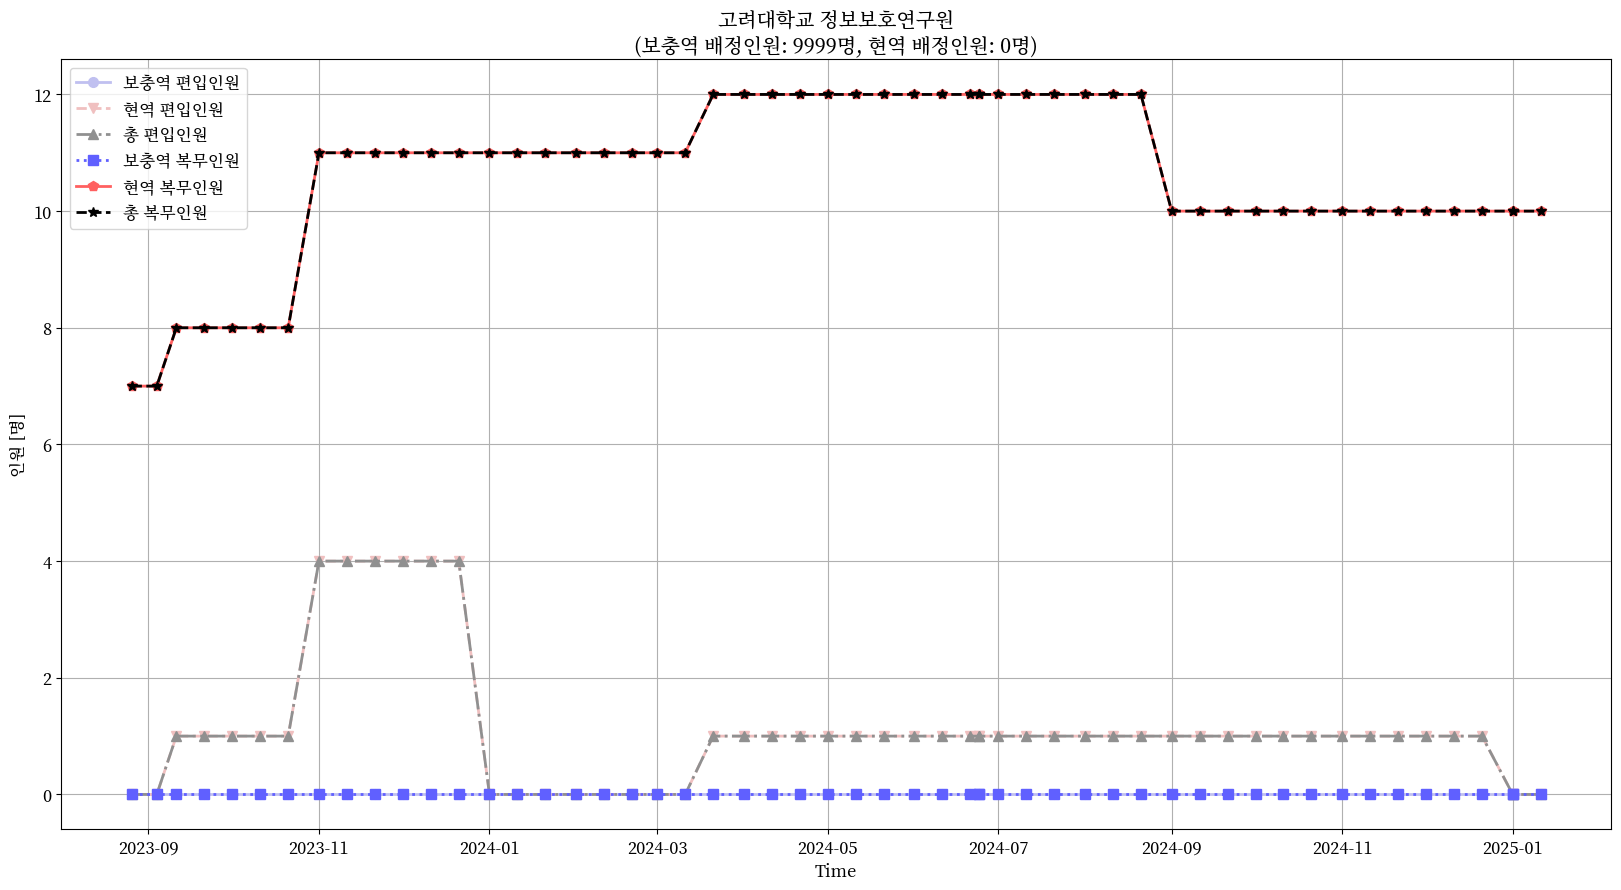 고려대학교 정보보호연구원
(보충역 배정인원: 9999명, 현역 배정인원: 0명)
보충역 편입인원
현역 편입인원
총 편입인원
보충역 복무인원
현역 복무인원
총 복무인원
12
10
8
6
4
2
0
인원 [명]
2023-09 2023-11 2024-01 2024-03 2024-05 2024-07 2024-09 2024-11 2025-01
Time